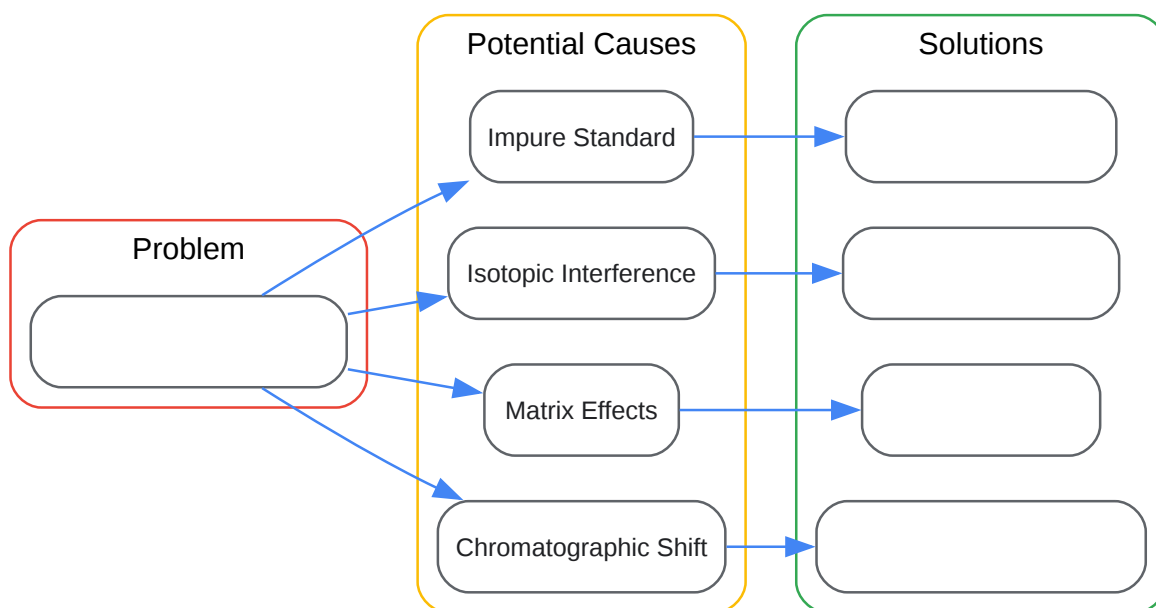 Potential Causes
Solutions
Impure Standard
Problem
Isotopic Interference
Matrix Effects
Chromatographic Shift